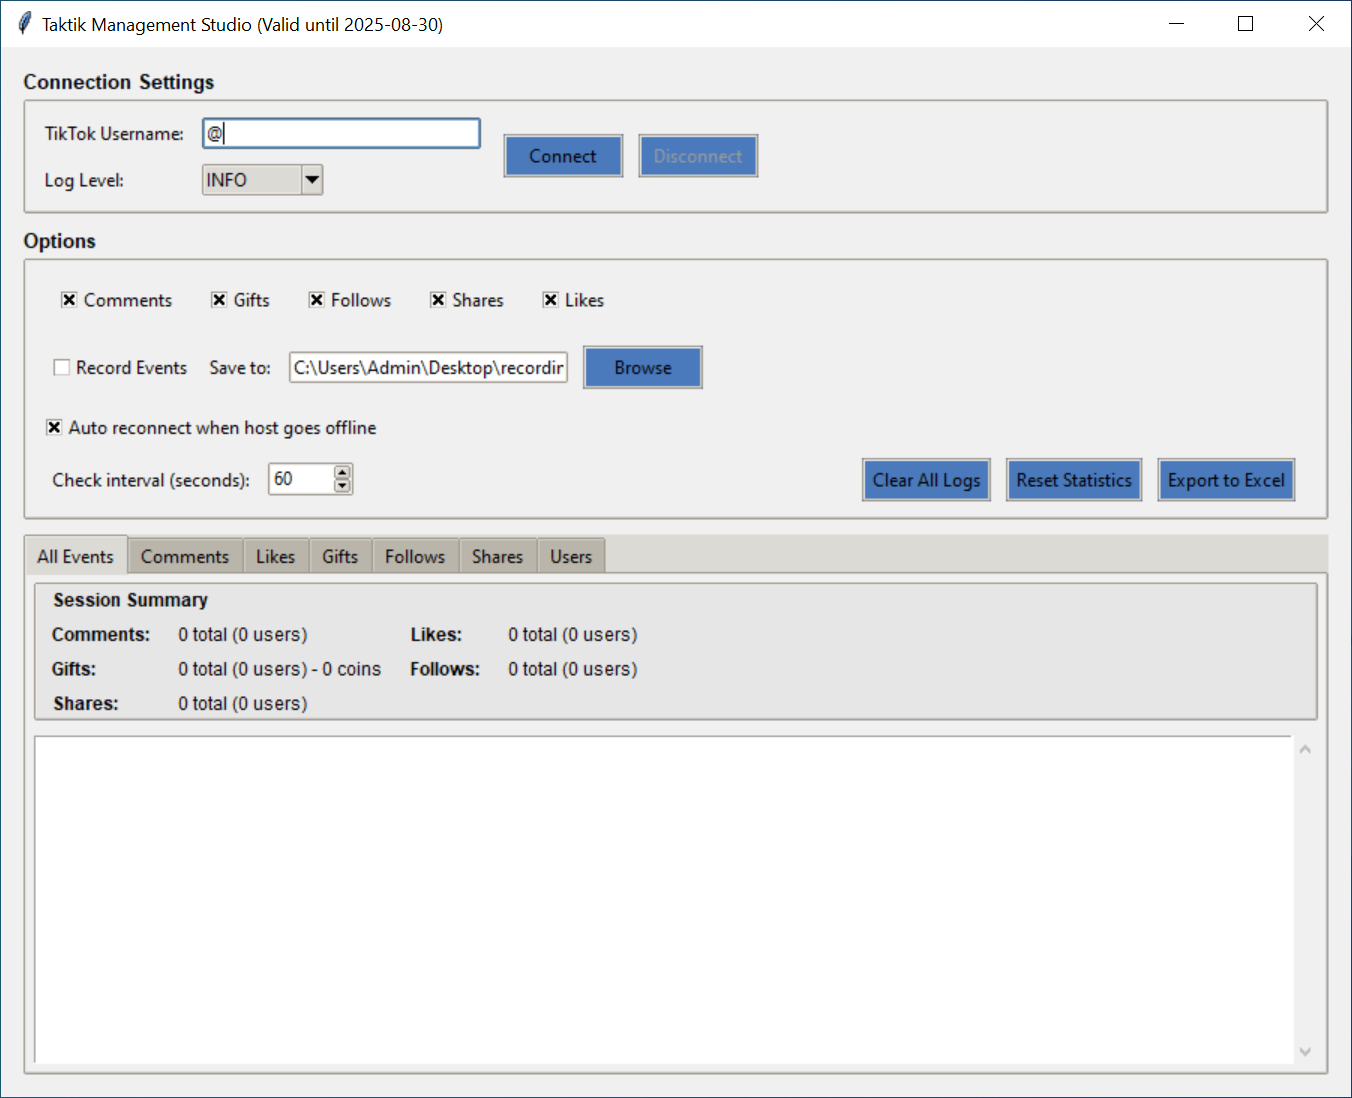 Taktik Management Studio (Valid until 2025-08-30)
Connection Settings
TikTok Username: @
Connect Disconnect
Log Level: INFO
Options
Comments Gifts Follows Shares Likes
Record Events Save to: C:\Users\Admin\Desktop\recordin Browse
Auto reconnect when host goes offline
Check interval (seconds): 60 Clear All Logs Reset Statistics Export to Excel
All Events Comments Likes Gifts Follows Shares Users
Session Summary
Comments: 0 total (0 users) Likes: 0 total (0 users)
Gifts: 0 total (0 users) - 0 coins Follows: 0 total (0 users)
Shares: 0 total (0 users)